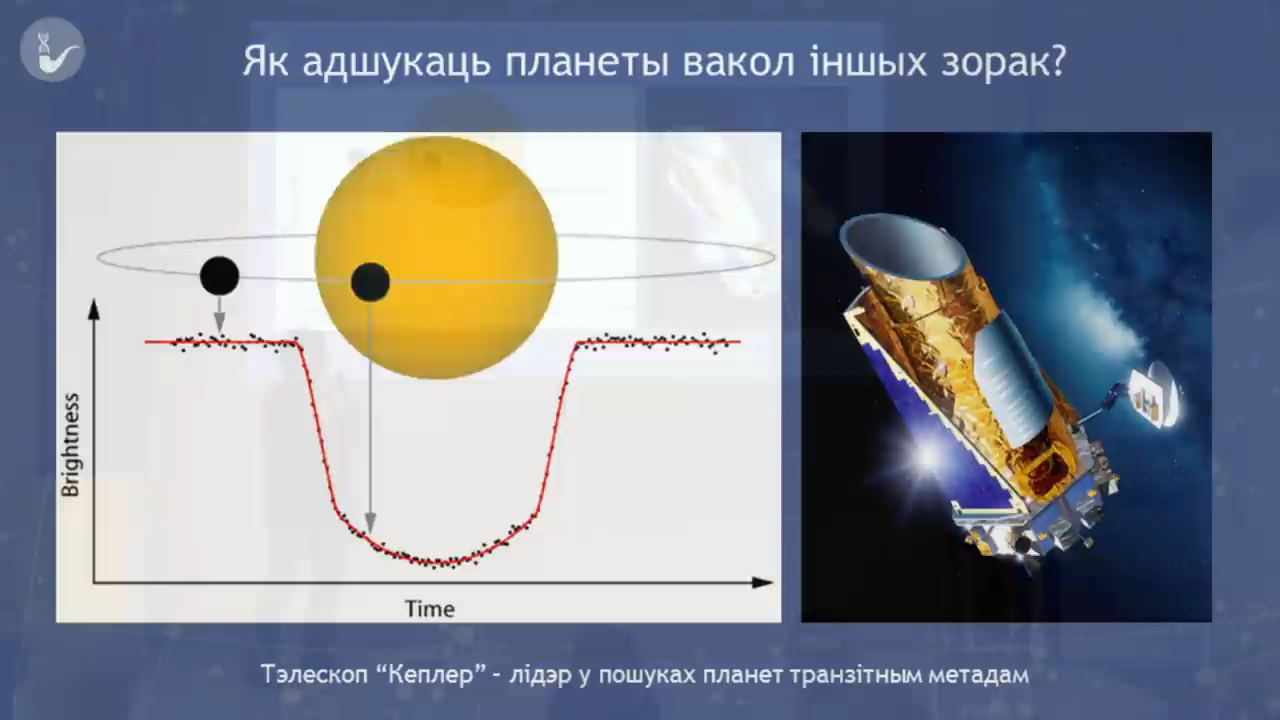 Як адшукаць планеты вакол іншых зорак?
Brightness
Time
Тэлескоп “Кеплер” - лідэр у пошуках планет транзітным метадам